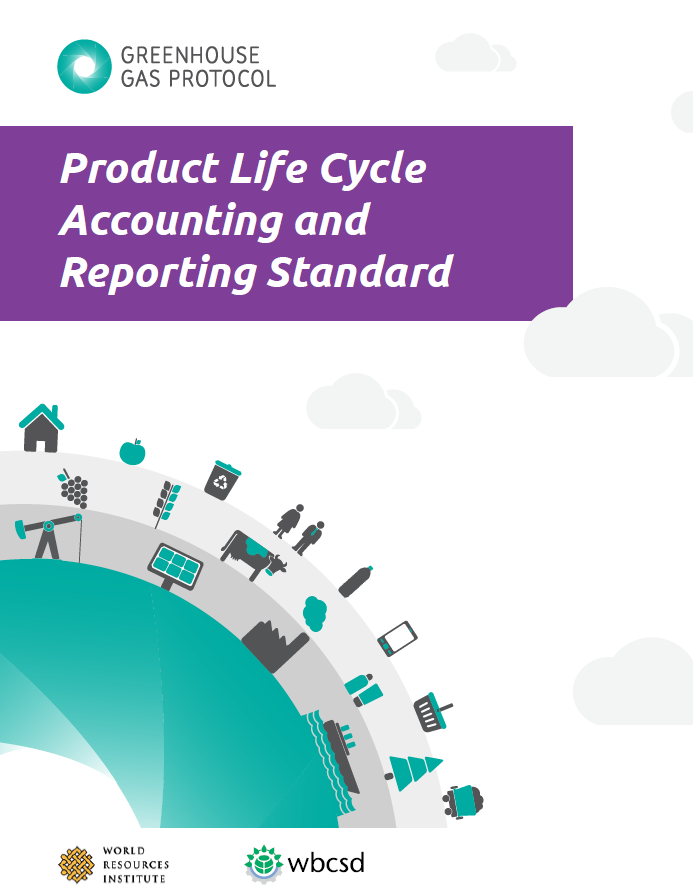 GREENHOUSE
GAS PROTOCOL
Product Life Cycle
Accounting and
Reporting Standard
WORLD
RESOURCES
INSTITUTE
wbcsd